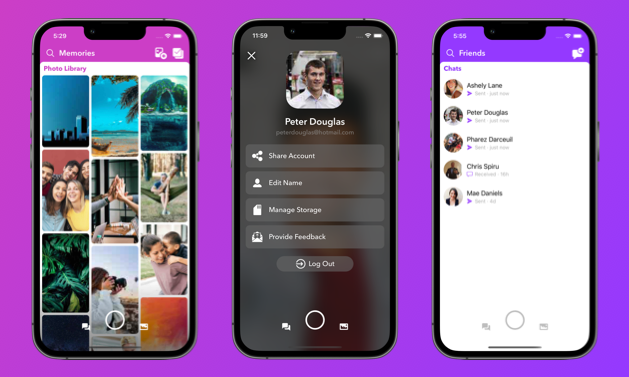 5:29
Memories
Photo Library
11:59
Peter Douglas
peterdouglas@hotmail.com
Share Account
Edit Name
Manage Storage
Provide Feedback
Log Out
5:55
Friends
Chats
Ashely Lane
Sent · just now
Peter Douglas
Sent · just now
Pharez Darceuil
Sent · just now
Chris Spiru
Received · 16h
Mae Daniels
Sent · 4d